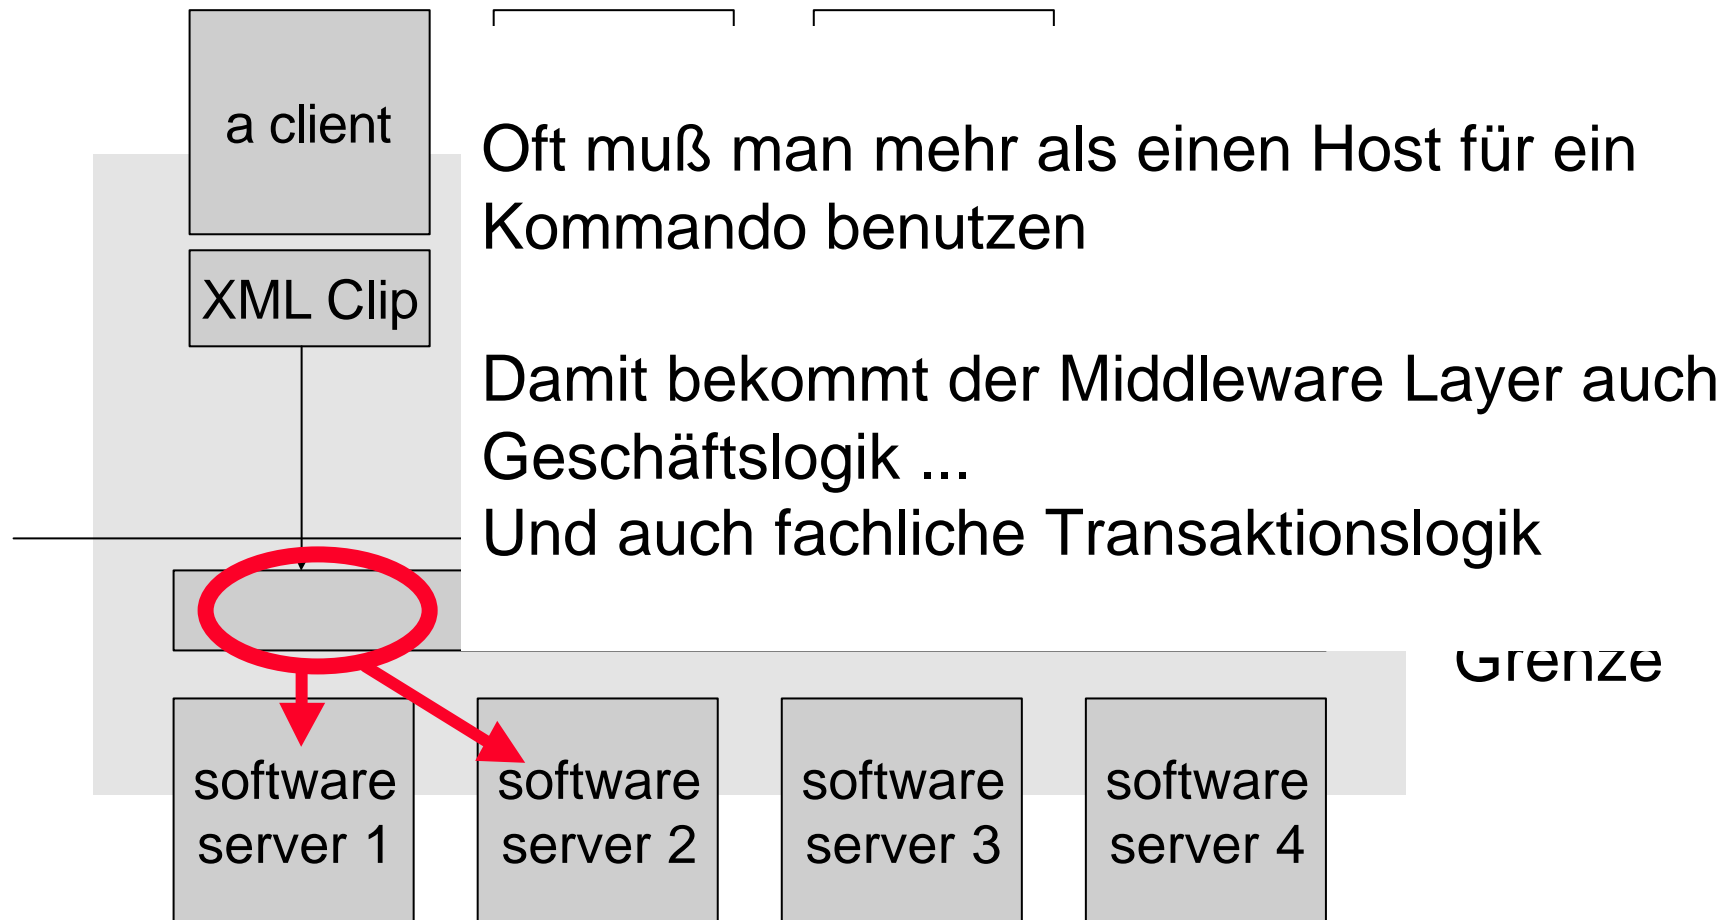 a client
Oft muß man mehr als einen Host für ein
Kommando benutzen
XML Clip
Damit bekommt der Middleware Layer auch
Geschäftslogik ...
Und auch fachliche Transaktionslogik
Grenze
software
server 1
software
server 2
software
server 3
software
server 4